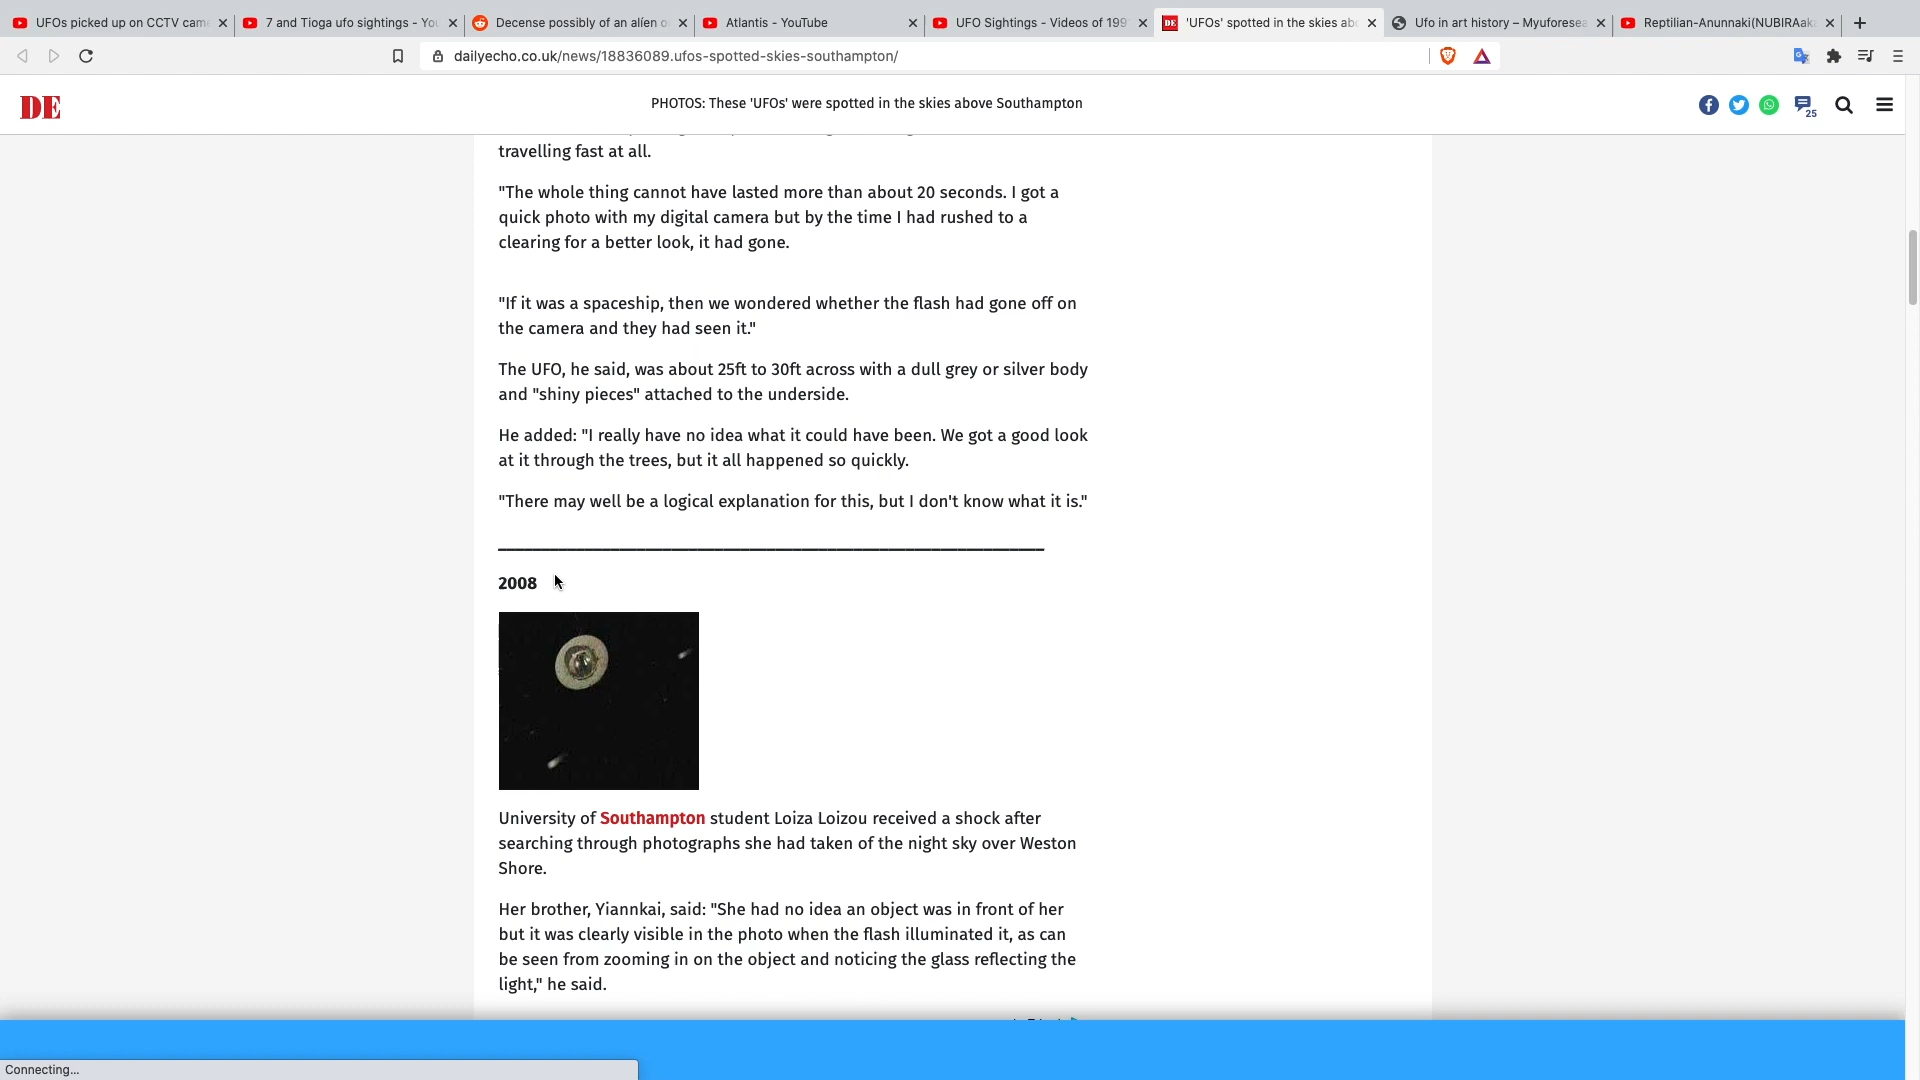 UFOs picked up on CCTV cam
7 and Tioga ufo sightings - You
Decense possibly of an alien o
Atlantis - YouTube
UFO Sightings - Videos of 199
'UFOs' spotted in the skies abo
Ufo in art history – Myuforesea
Reptilian-Anunnaki(NUBIRAak
dailyecho.co.uk/news/18836089.ufos-spotted-skies-southampton/
DE
PHOTOS: These 'UFOs' were spotted in the skies above Southampton
25
travelling fast at all.
"The whole thing cannot have lasted more than about 20 seconds. I got a
quick photo with my digital camera but by the time I had rushed to a
clearing for a better look, it had gone.
"If it was a spaceship, then we wondered whether the flash had gone off on
the camera and they had seen it."
The UFO, he said, was about 25ft to 30ft across with a dull grey or silver body
and "shiny pieces" attached to the underside.
He added: "I really have no idea what it could have been. We got a good look
at it through the trees, but it all happened so quickly.
"There may well be a logical explanation for this, but I don't know what it is."
2008
University of Southampton student Loiza Loizou received a shock after
searching through photographs she had taken of the night sky over Weston
Shore.
Her brother, Yiannkai, said: "She had no idea an object was in front of her
but it was clearly visible in the photo when the flash illuminated it, as can
be seen from zooming in on the object and noticing the glass reflecting the
light," he said.
Connecting...